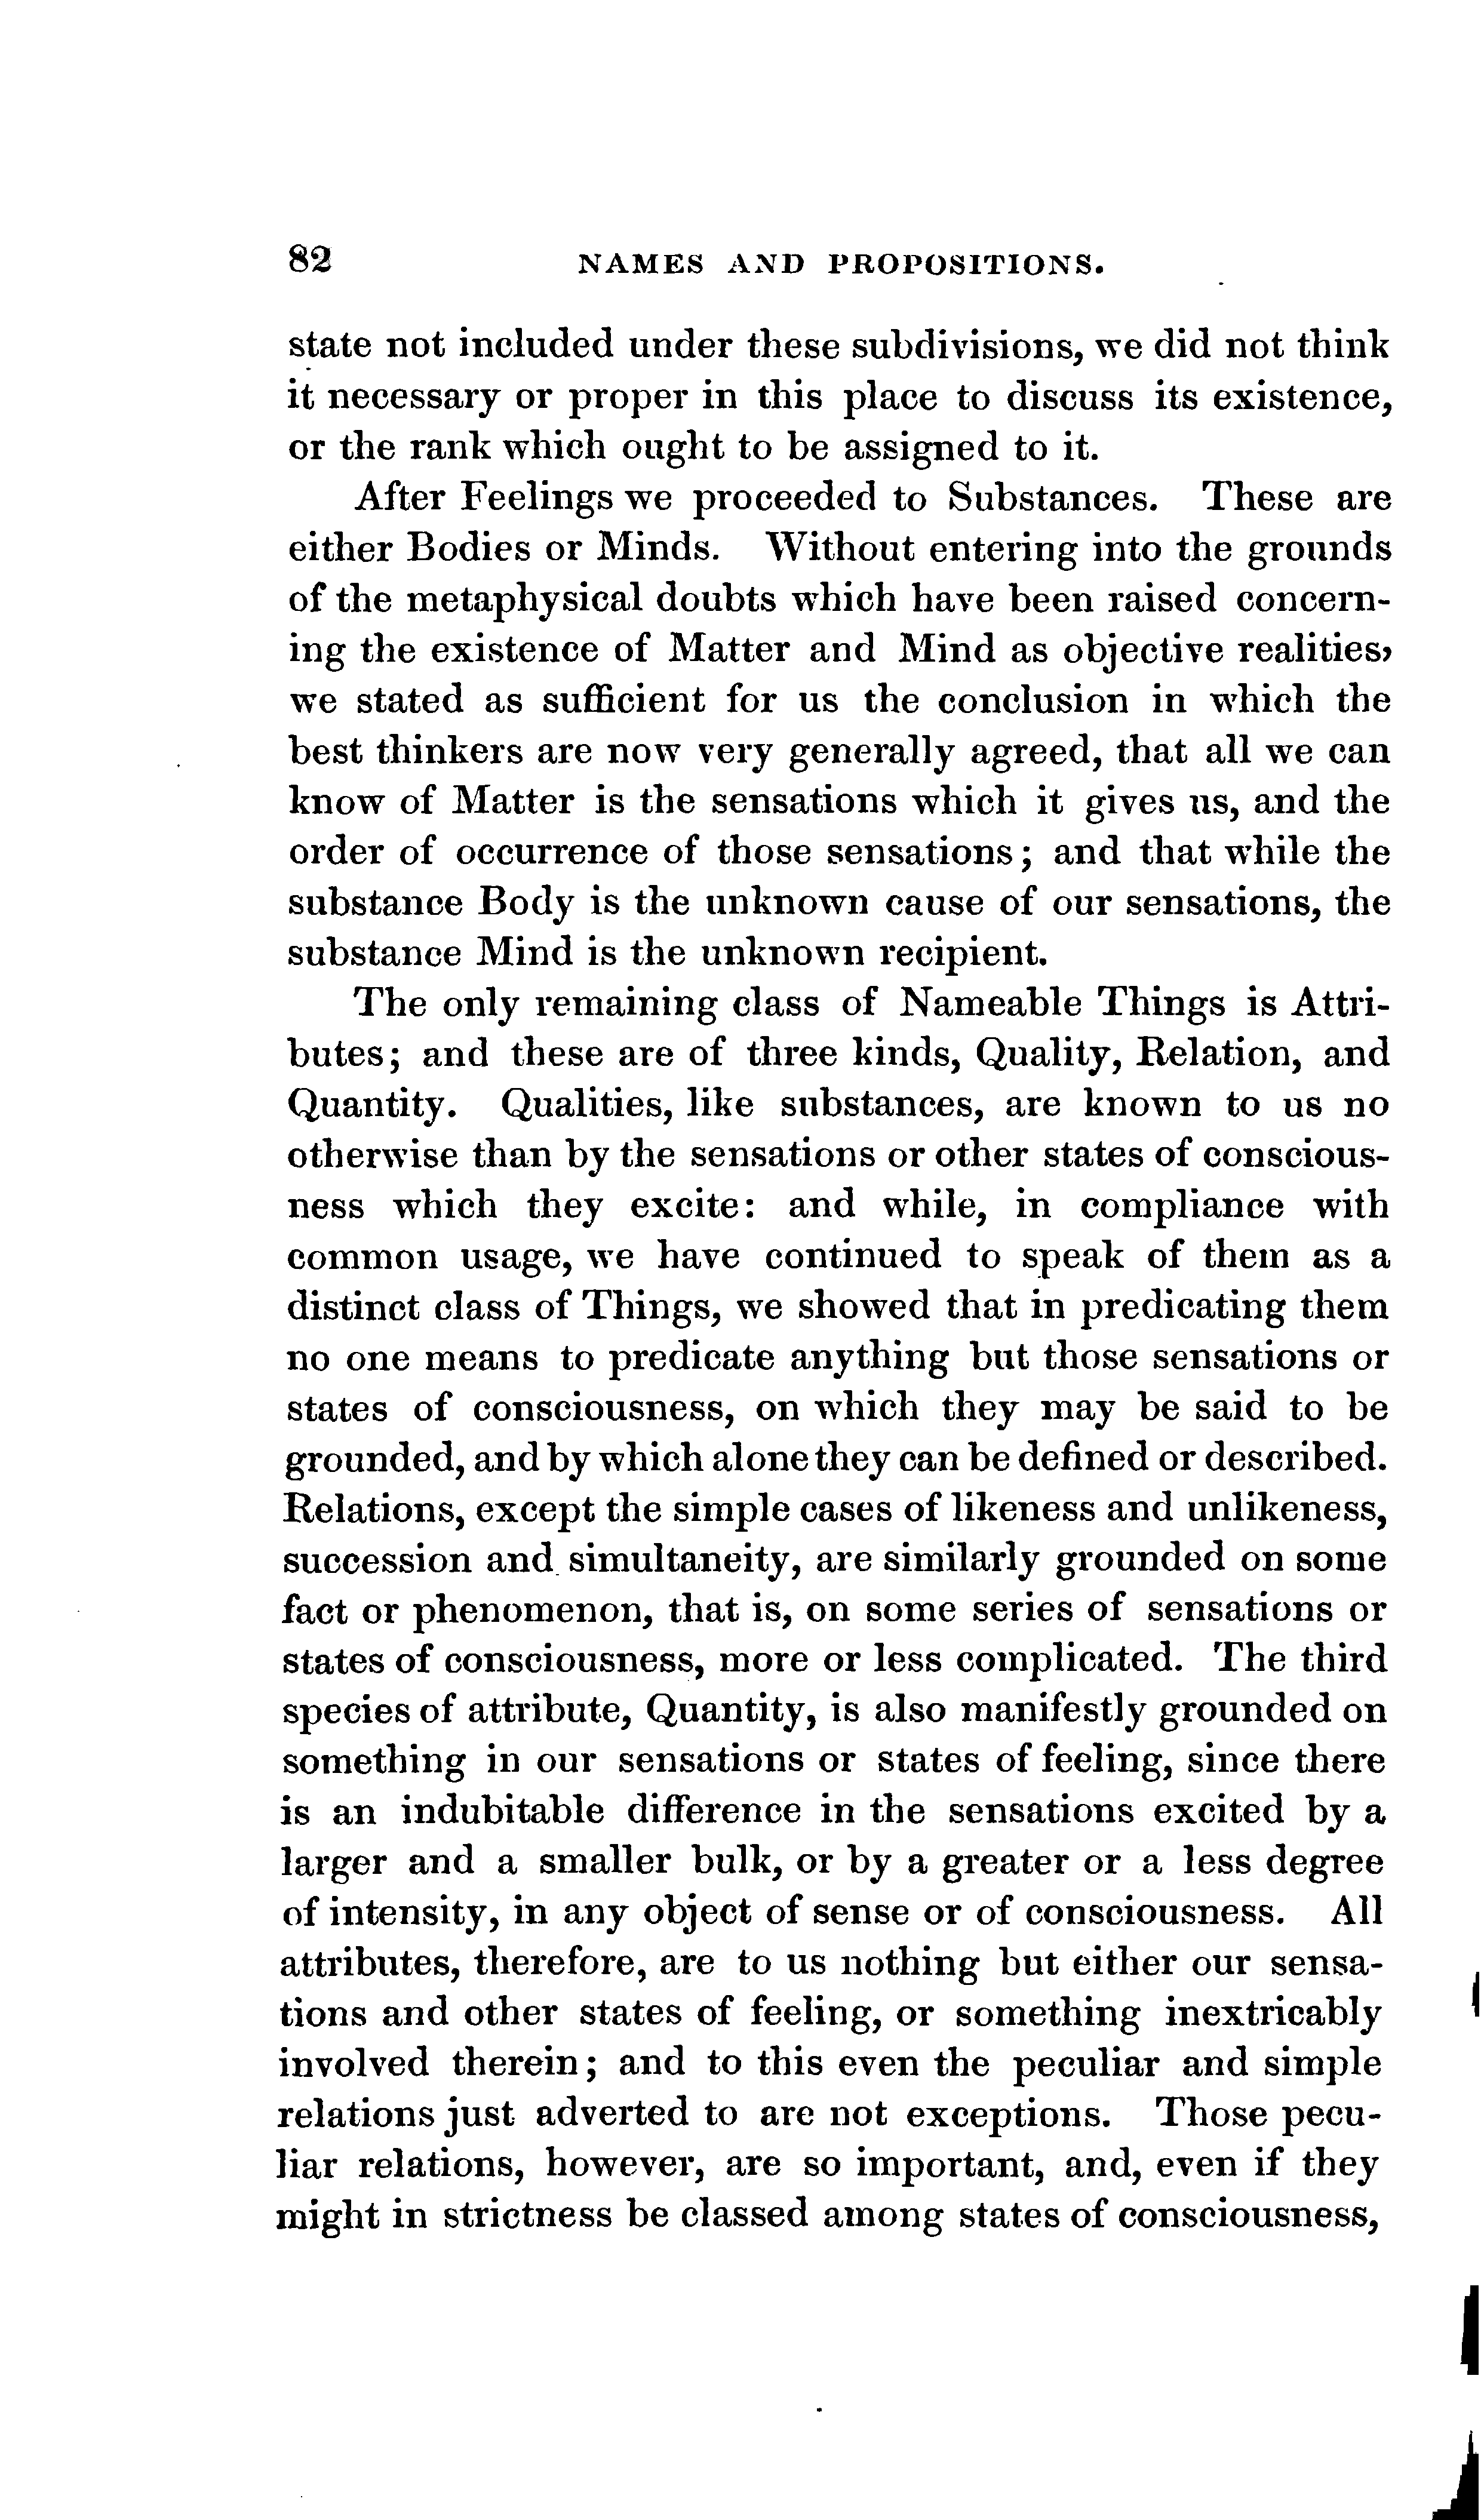 82 NAMES AND PROPOSITIONS.
state not included under these subdivisions, we did not think
it necessary or proper in this place to discuss its existence,
or the rank which ought to be assigned to it.
After Feelings we proceeded to Substances. These are
either Bodies or Minds. Without entering into the grounds
of the metaphysical doubts which have been raised concern-
ing the existence of Matter and Mind as objective realities,
we stated as sufficient for us the conclusion in which the
best thinkers are now very generally agreed, that all we can
know of Matter is the sensations which it gives us, and the
order of occurrence of those sensations; and that while the
substance Body is the unknown cause of our sensations, the
substance Mind is the unknown recipient.
The only remaining class of Nameable Things is Attri-
butes; and these are of three kinds, Quality, Relation, and
Quantity. Qualities, like substances, are known to us no
otherwise than by the sensations or other states of conscious-
ness which they excite: and while, in compliance with
common usage, we have continued to speak of them as a
distinct class of Things, we showed that in predicating them
no one means to predicate anything but those sensations or
states of consciousness, on which they may be said to be
grounded, and by which alone they can be defined or described.
Relations, except the simple cases of likeness and unlikeness,
succession and simultaneity, are similarly grounded on some
fact or phenomenon, that is, on some series of sensations or
states of consciousness, more or less complicated. The third
species of attribute, Quantity, is also manifestly grounded on
something in our sensations or states of feeling, since there
is an indubitable difference in the sensations excited by a
larger and a smaller bulk, or by a greater or a less degree
of intensity, in any object of sense or of consciousness. All
attributes, therefore, are to us nothing but either our sensa-
tions and other states of feeling, or something inextricably
involved therein; and to this even the peculiar and simple
relations just adverted to are not exceptions. Those pecu-
liar relations, however, are so important, and, even if they
might in strictness be classed among states of consciousness,